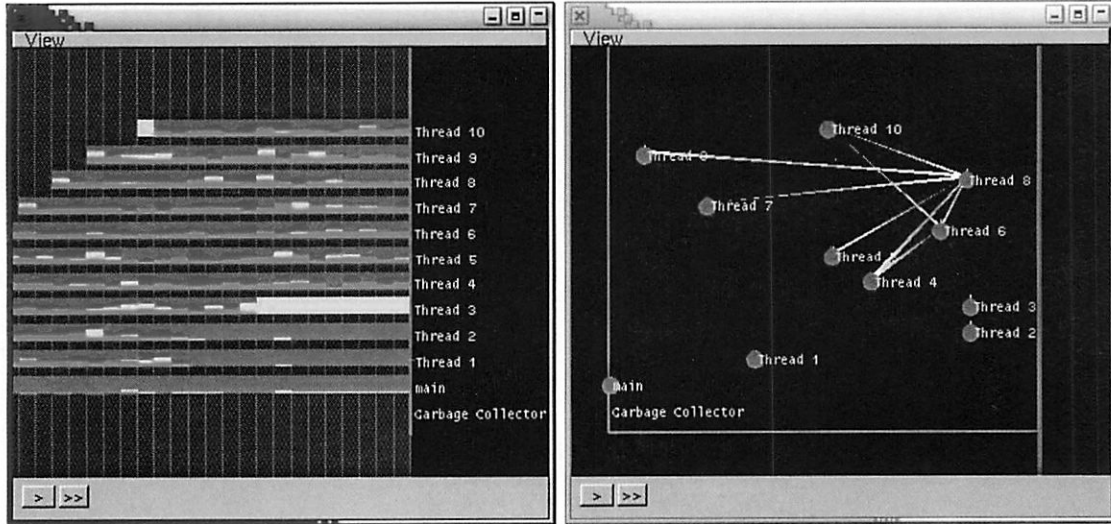 View
Thread 10
Thread 9
Thread 8
Thread 7
Thread 6
Thread 5
Thread 4
Thread 3
Thread 2
Thread 1
main
Garbage Collector
> >>
View
Thread 10
Thread
Thread 8
Thread 7
Thread 6
Thread
Thread 4
Thread 3
Thread 2
Thread 1
main
Garbage Collector
> >>